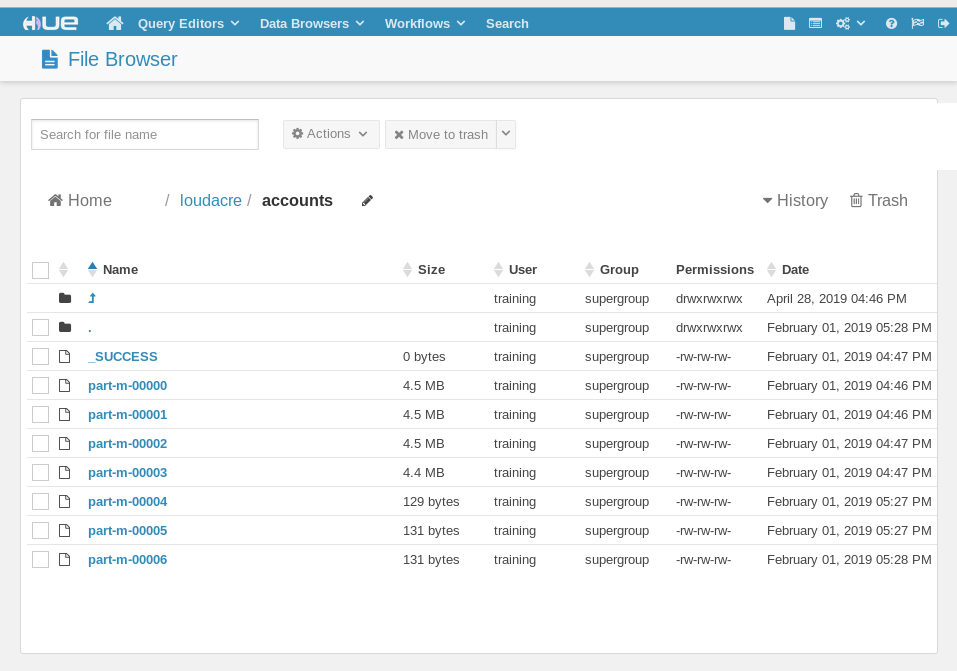 HUE Query Editors Data Browsers Workflows Search
File Browser
Search for file name Actions Move to trash
Home / loudacre / accounts History Trash
Name Size User Group Permissions Date
training supergroup drwxrwxrwx April 28, 2019 04:46 PM
. training supergroup drwxrwxrwx February 01, 2019 05:28 PM
_SUCCESS 0 bytes training supergroup -rw-rw-rw- February 01, 2019 04:47 PM
part-m-00000 4.5 MB training supergroup -rw-rw-rw- February 01, 2019 04:46 PM
part-m-00001 4.5 MB training supergroup -rw-rw-rw- February 01, 2019 04:46 PM
part-m-00002 4.5 MB training supergroup -rw-rw-rw- February 01, 2019 04:47 PM
part-m-00003 4.4 MB training supergroup -rw-rw-rw- February 01, 2019 04:47 PM
part-m-00004 129 bytes training supergroup -rw-rw-rw- February 01, 2019 05:27 PM
part-m-00005 131 bytes training supergroup -rw-rw-rw- February 01, 2019 05:27 PM
part-m-00006 131 bytes training supergroup -rw-rw-rw- February 01, 2019 05:28 PM